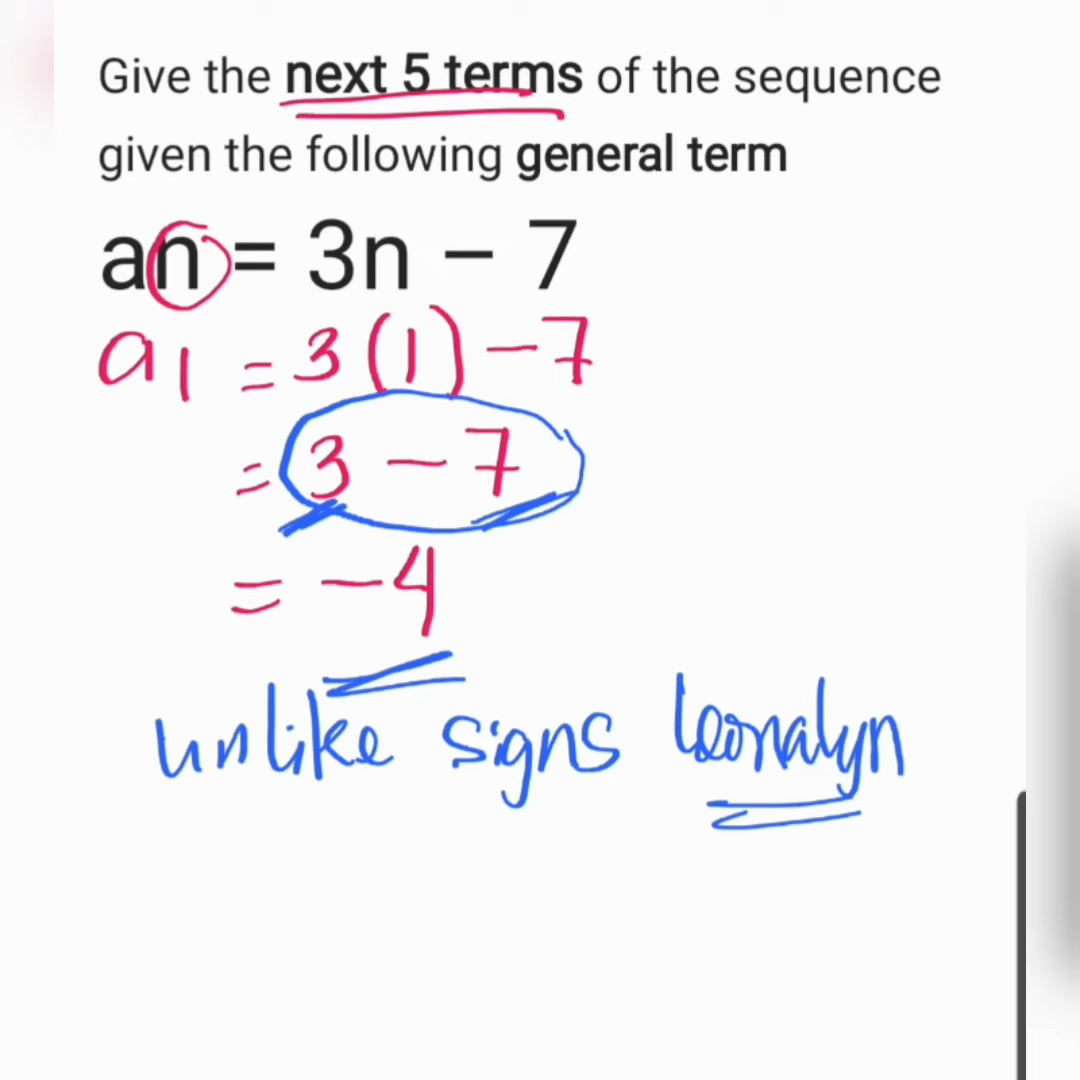 Give the next 5 terms of the sequence
given the following general term
an = 3n − 7
a1 = 3(1) − 7
= 3 − 7
= −4
unlike signs leonalyn